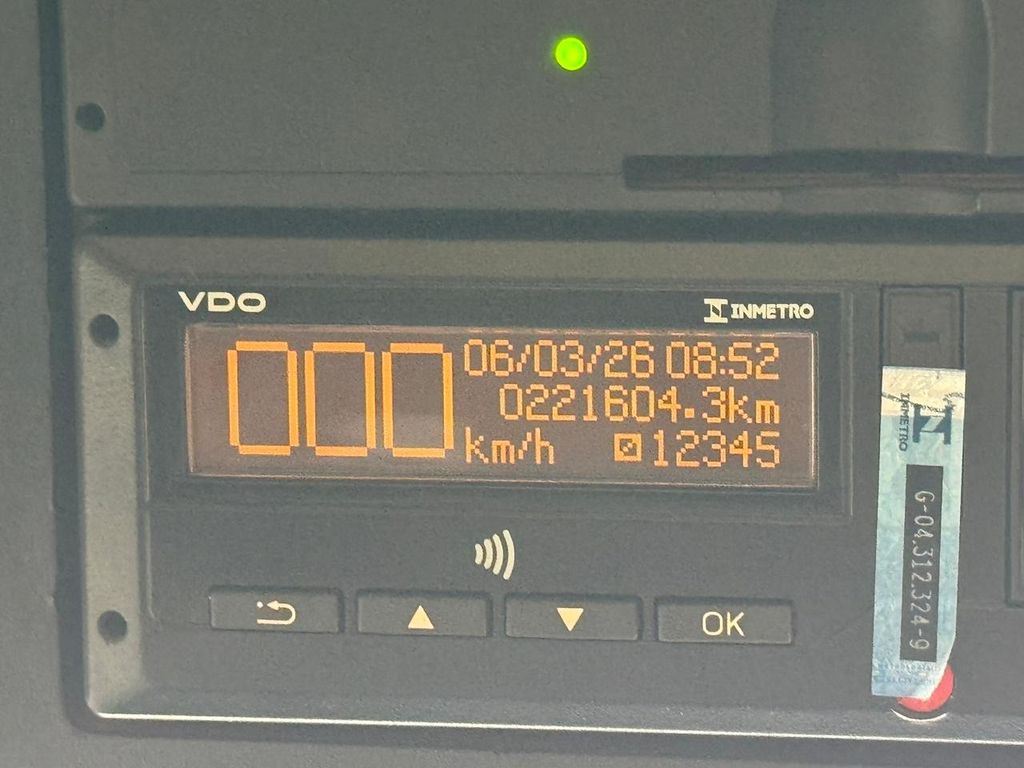 VDO
INMETRO
000
06/03/26 08:52
0221604.3km
km/h
12345
OK
INMETRO
G-04.312.324-9